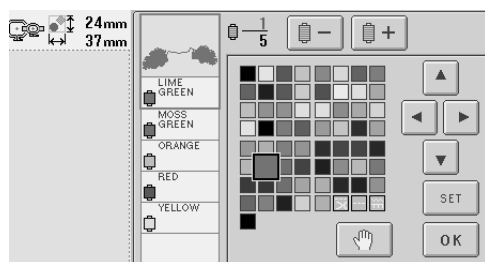 24mm
37mm
1
5
−
+
LIME
GREEN
MOSS
GREEN
ORANGE
RED
YELLOW
SET
OK